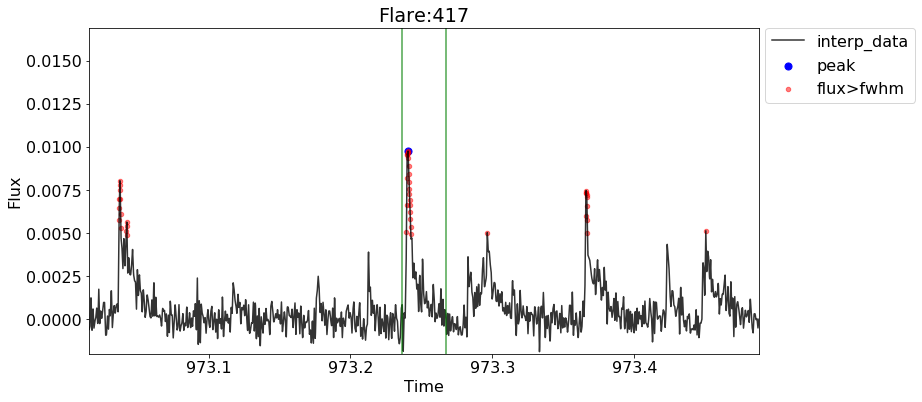 Flare:417
interp_data
peak
flux>fwhm
0.0150
0.0125
0.0100
0.0075
0.0050
0.0025
0.0000
Flux
973.1 973.2 973.3 973.4
Time